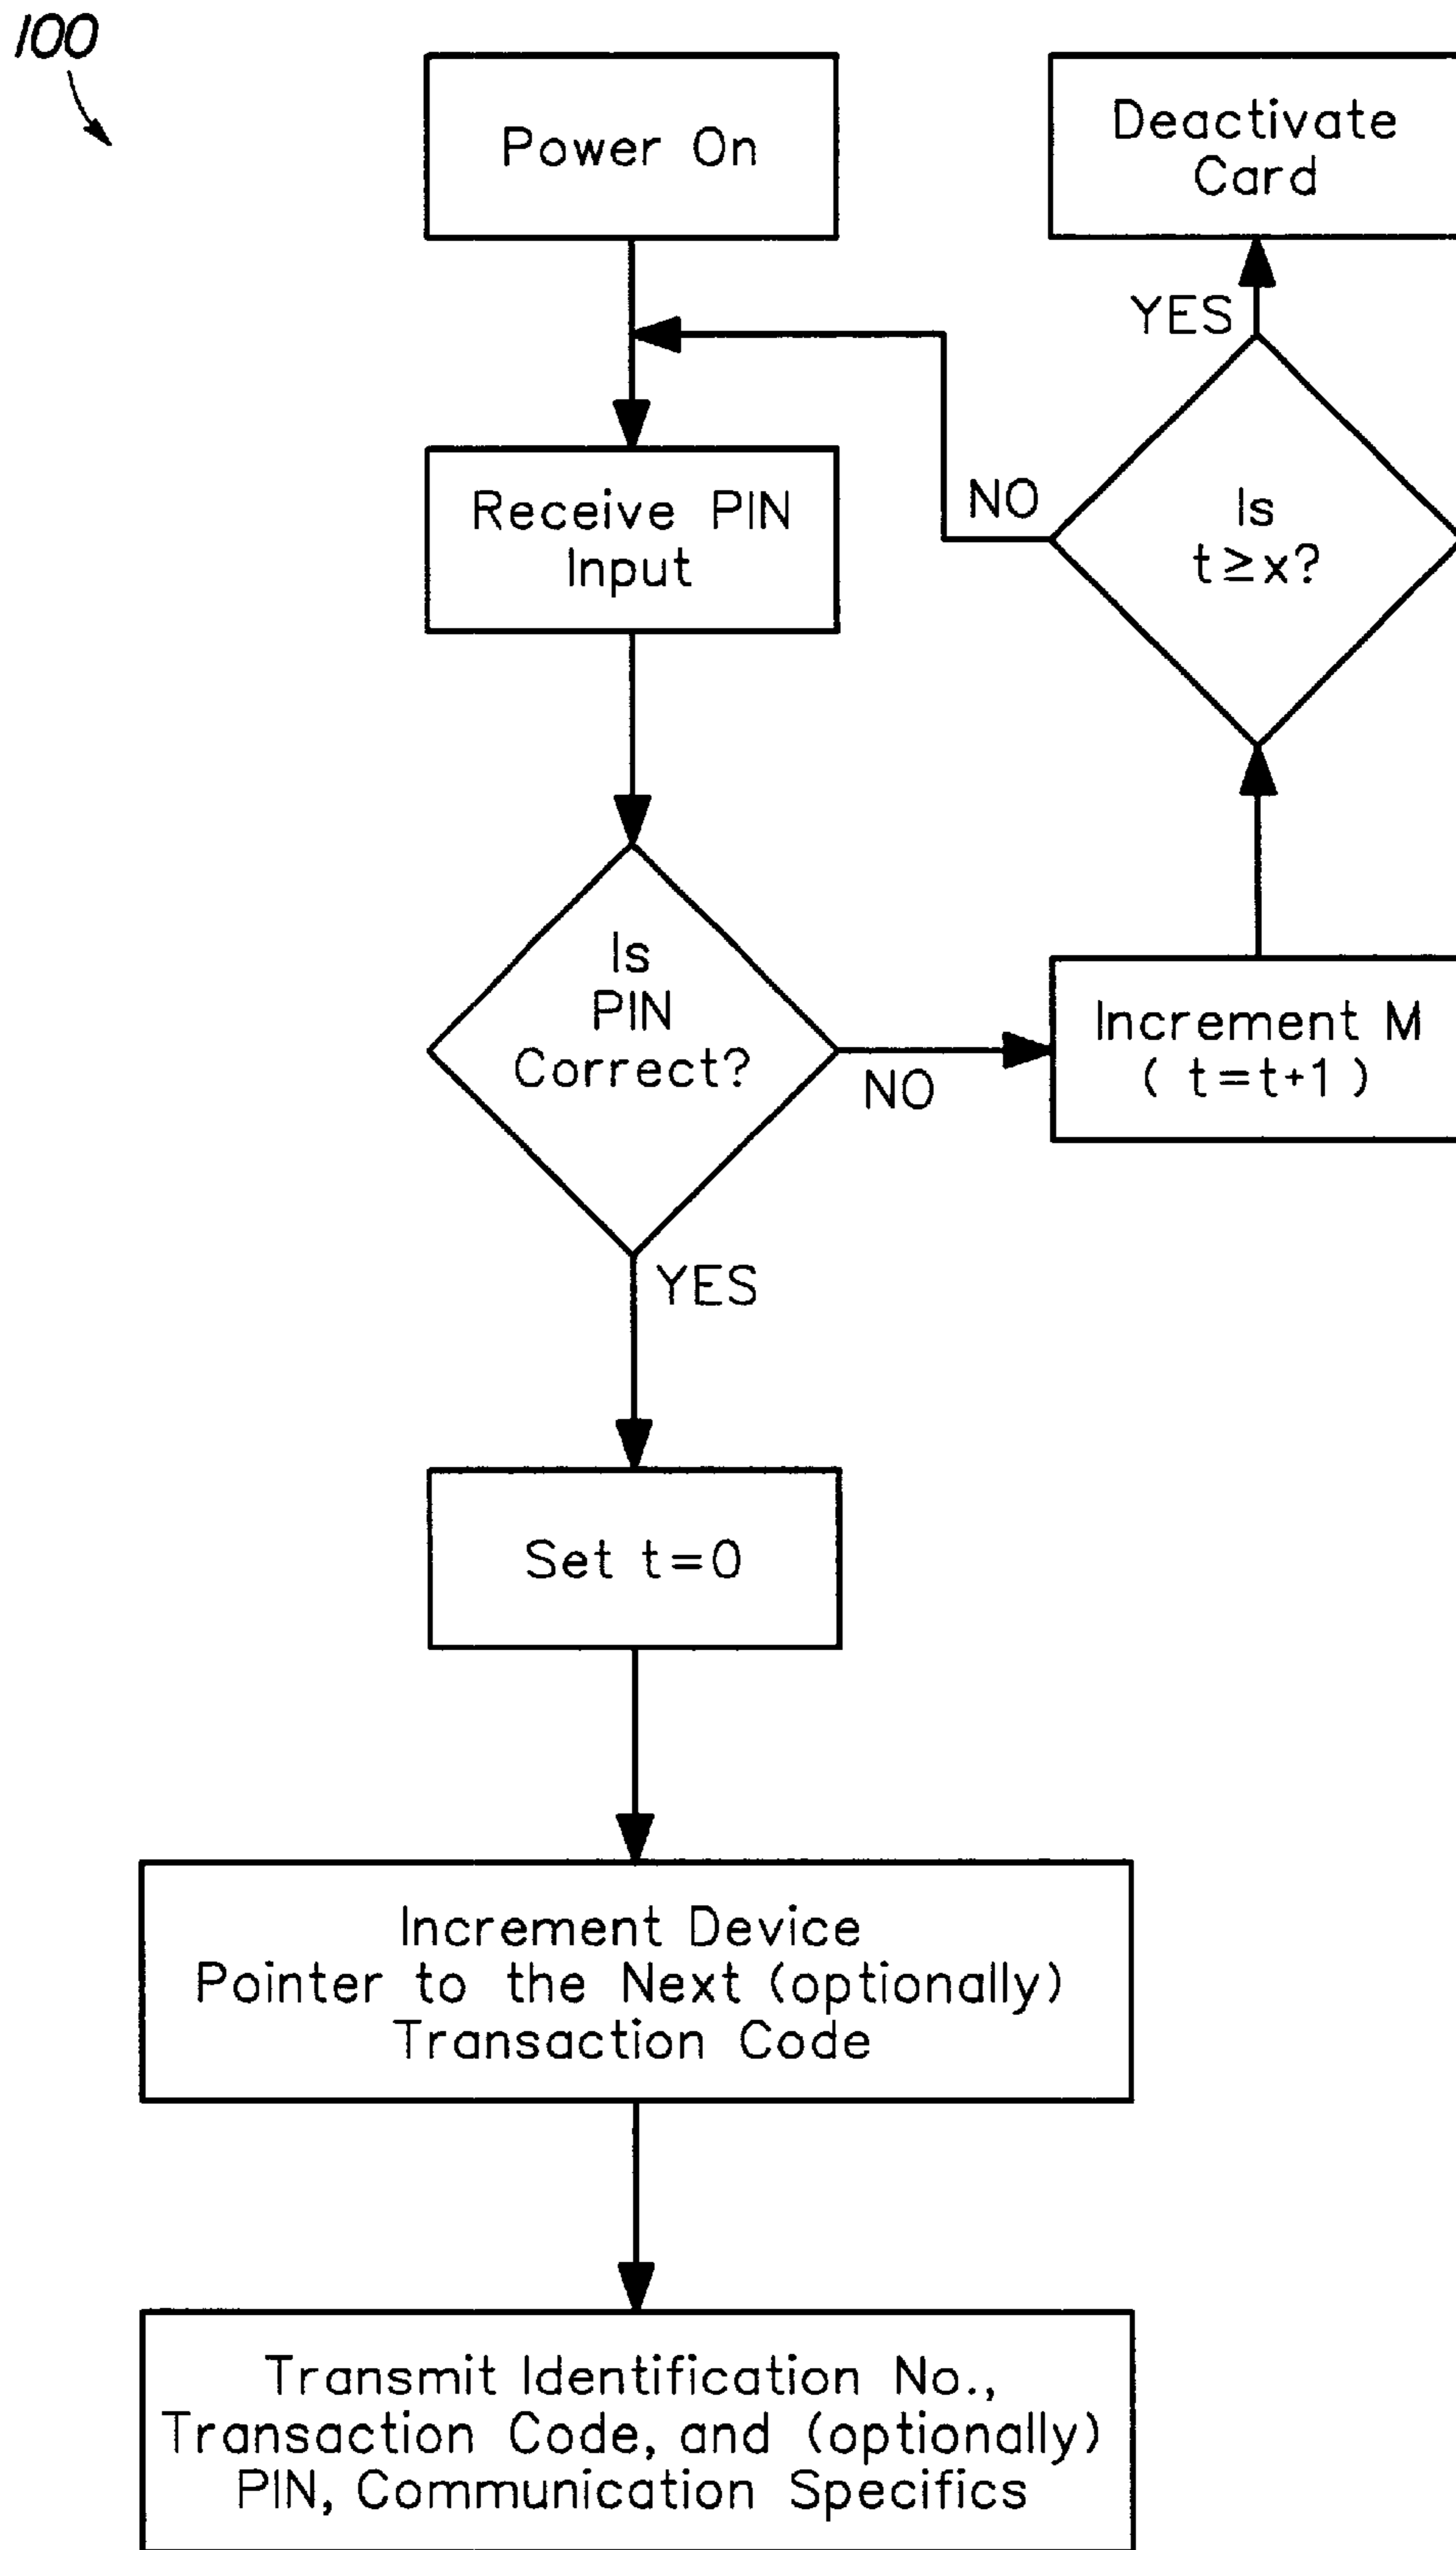 100
Power On
Deactivate
Card
YES
Receive PIN
Input
NO
Is
t≥x?
Is
PIN
Correct?
NO
Increment M
( t=t+1 )
YES
Set t=0
Increment Device
Pointer to the Next (optionally)
Transaction Code
Transmit Identification No.,
Transaction Code, and (optionally)
PIN, Communication Specifics